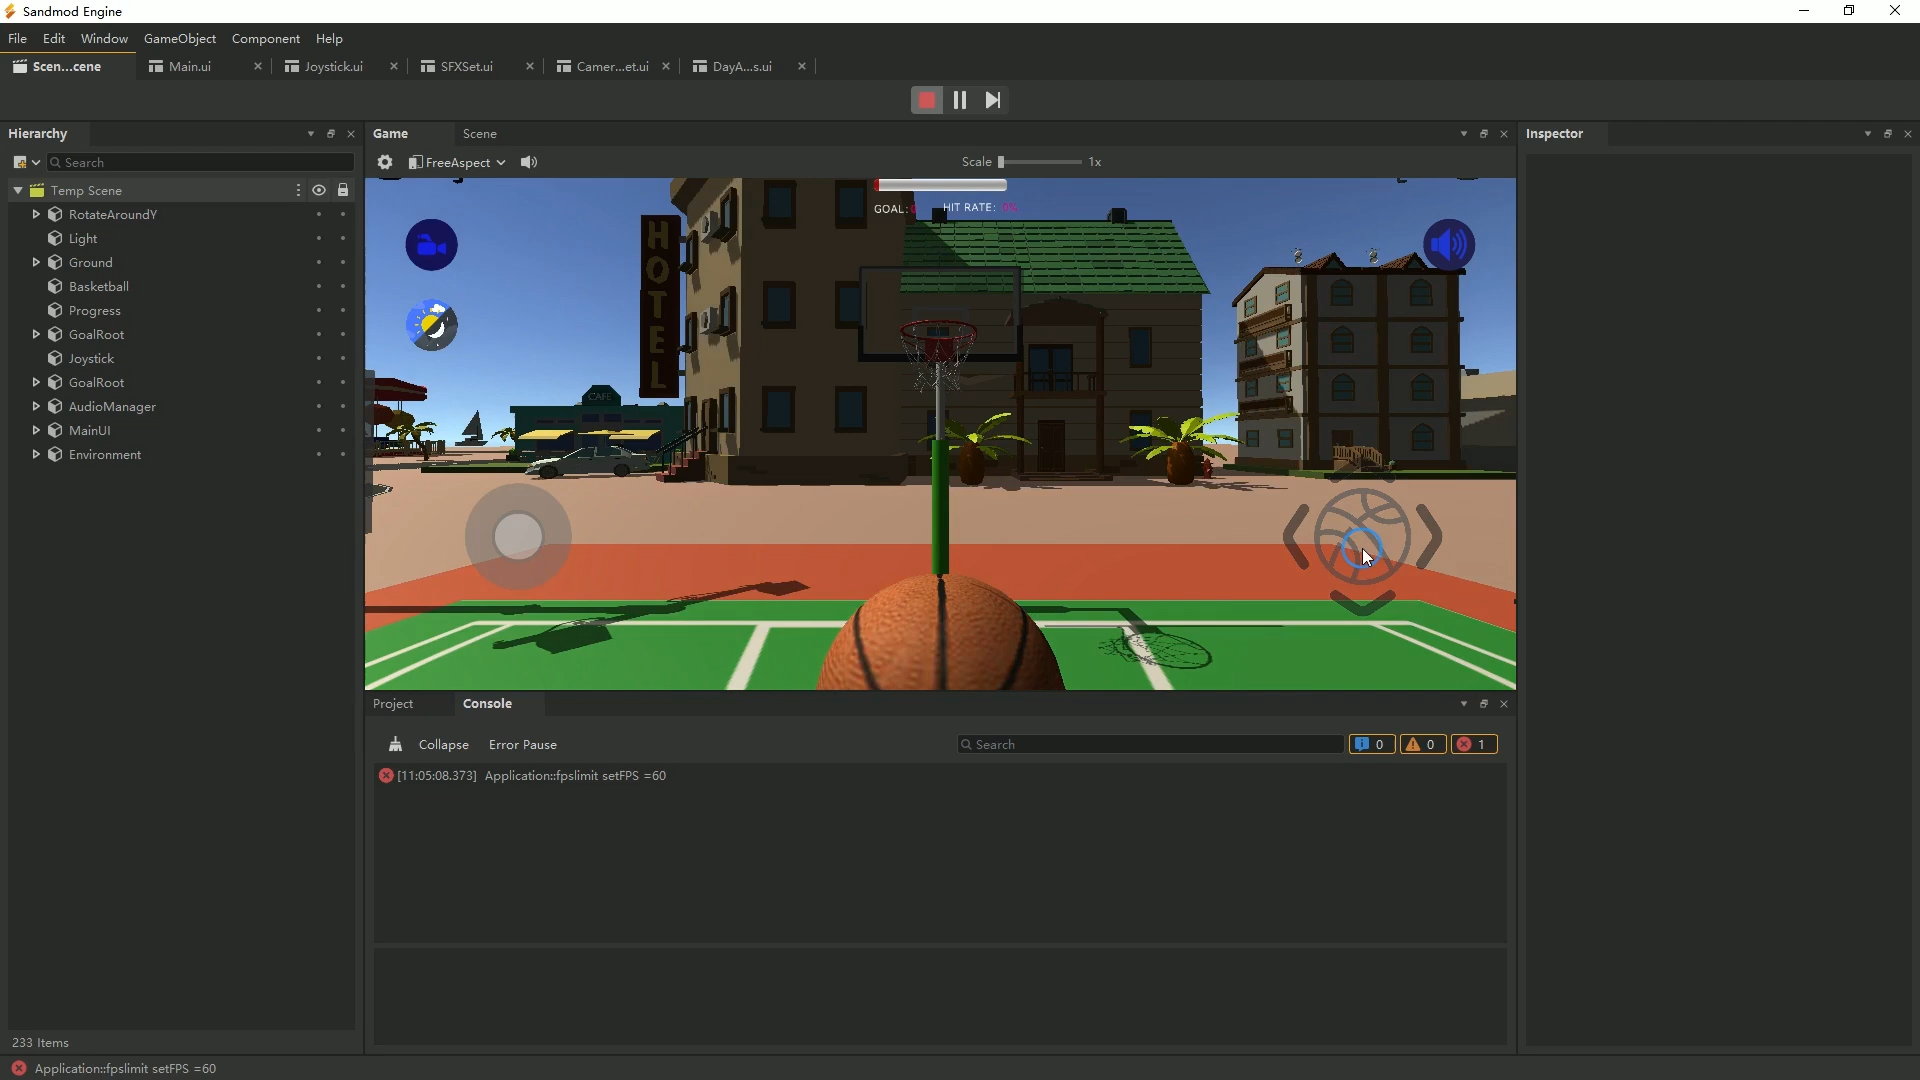 Sandmod Engine
File Edit Window GameObject Component Help
Scen...cene Main.ui Joystick.ui SFXSet.ui Camer...et.ui DayA...s.ui
Hierarchy
Game Scene
Inspector
Search
FreeAspect
Scale 1x
Temp Scene
RotateAroundY
Light
Ground
Basketball
Progress
GoalRoot
Joystick
GoalRoot
AudioManager
MainUI
Environment
GOAL: HIT RATE: 0%
HOTEL
CAFE
Project Console
Collapse Error Pause
Search
0 0 1
[11:05:08.373] Application::fpslimit setFPS =60
233 Items
Application::fpslimit setFPS =60